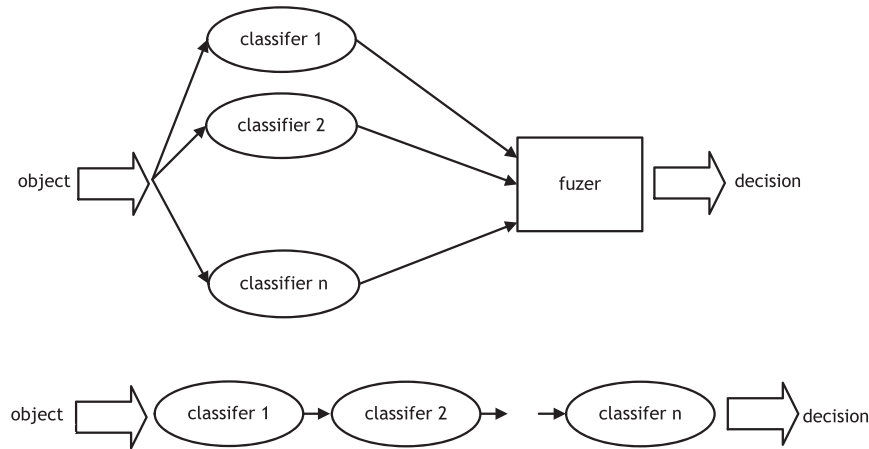 classifer 1
classifier 2
object
fuzer
decision
classifier n
object
classifer 1
classifer 2
classifer n
decision